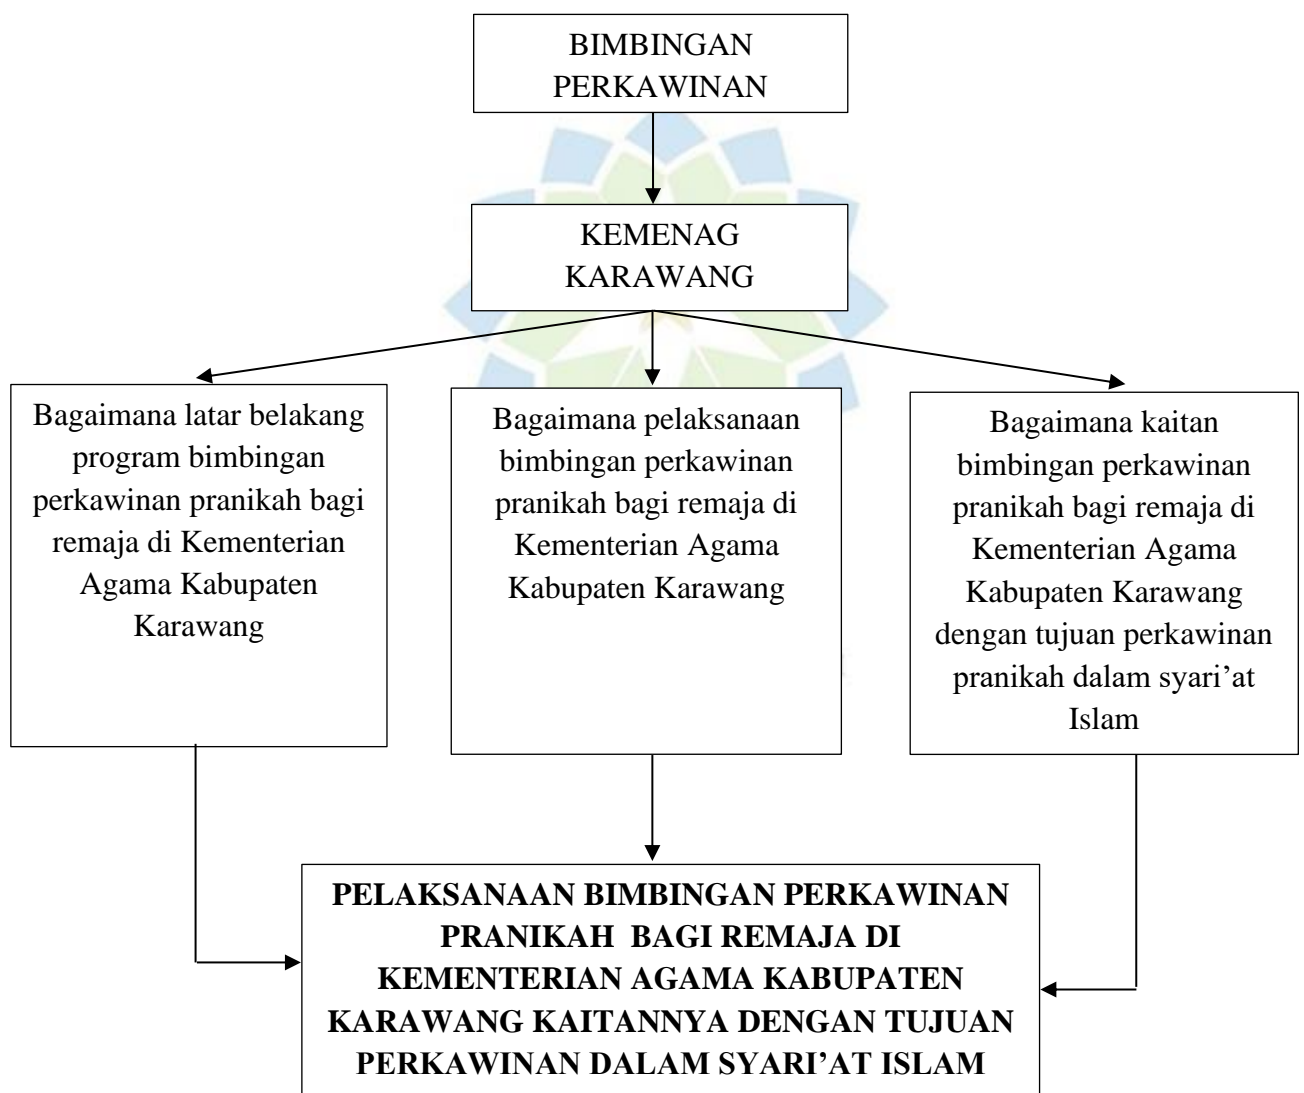 BIMBINGAN
PERKAWINAN
KEMENAG
KARAWANG
Bagaimana latar belakang
program bimbingan
perkawinan pranikah bagi
remaja di Kementerian
Agama Kabupaten
Karawang
Bagaimana pelaksanaan
bimbingan perkawinan
pranikah bagi remaja di
Kementerian Agama
Kabupaten Karawang
Bagaimana kaitan
bimbingan perkawinan
pranikah bagi remaja di
Kementerian Agama
Kabupaten Karawang
dengan tujuan perkawinan
pranikah dalam syari’at
Islam
PELAKSANAAN BIMBINGAN PERKAWINAN
PRANIKAH BAGI REMAJA DI
KEMENTERIAN AGAMA KABUPATEN
KARAWANG KAITANNYA DENGAN TUJUAN
PERKAWINAN DALAM SYARI’AT ISLAM